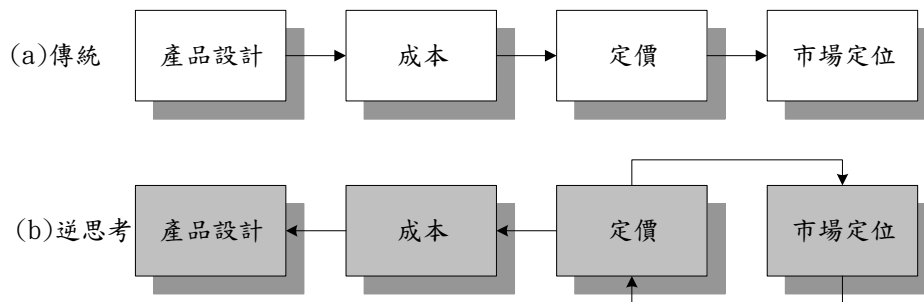 (a)傳統 產品設計 成本 定價 市場定位
(b)逆思考 產品設計 成本 定價 市場定位